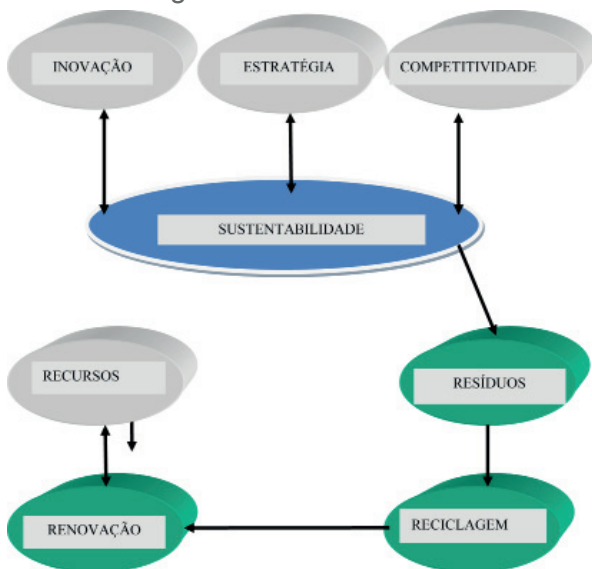 INOVAÇÃO
ESTRATÉGIA
COMPETITIVIDADE
SUSTENTABILIDADE
RECURSOS
RESÍDUOS
RENOVAÇÃO
RECICLAGEM